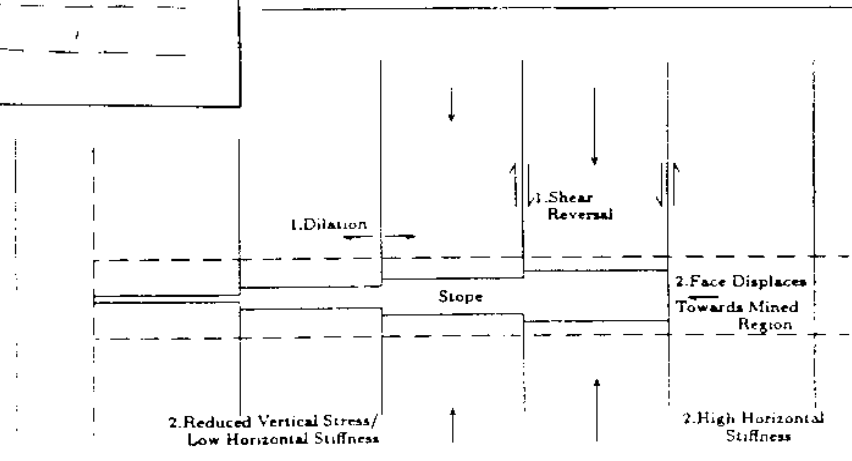 1.Shear
Reversal
1.Dilation
2.Face Displaces
Stope
Towards Mined
Region
2.Reduced Vertical Stress/
Low Horizontal Stiffness
2.High Horizontal
Stiffness